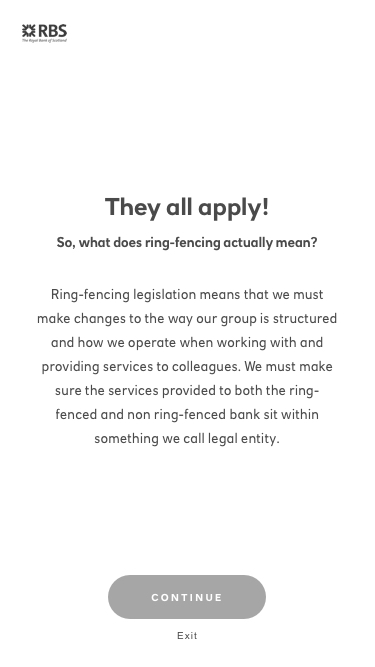 RBS
The Royal Bank of Scotland
They all apply!
So, what does ring-fencing actually mean?
Ring-fencing legislation means that we must
make changes to the way our group is structured
and how we operate when working with and
providing services to colleagues. We must make
sure the services provided to both the ring-
fenced and non ring-fenced bank sit within
something we call legal entity.
CONTINUE
Exit